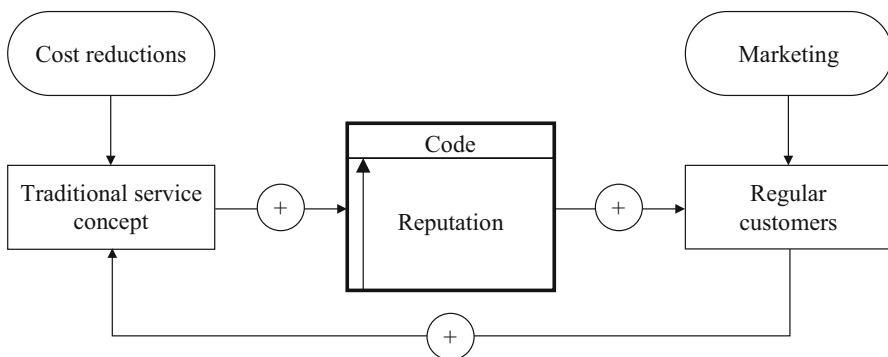 Cost reductions
Marketing
Code
Traditional service
concept
+
Reputation
+
Regular
customers
+